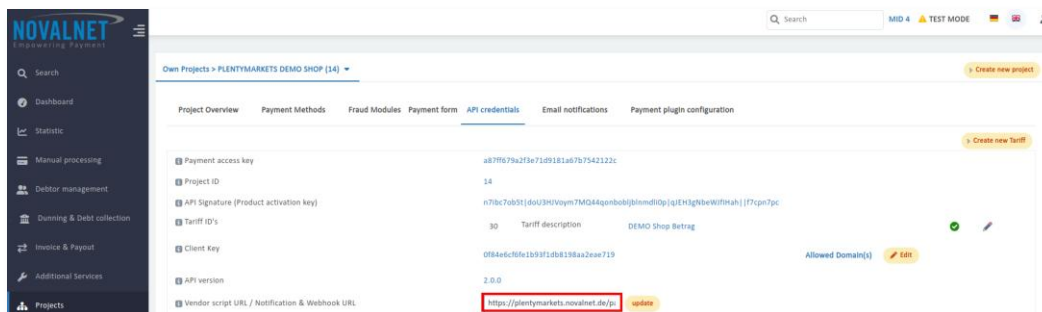 NOVALNET
Empowering Payment
Search
MID 4 TEST MODE
Search
Dashboard
Statistic
Manual processing
Debtor management
Dunning & Debt collection
Invoice & Payout
Additional Services
Projects
Own Projects > PLENTYMARKETS DEMO SHOP (14)
> Create new project
Project Overview Payment Methods Fraud Modules Payment form API credentials Email notifications Payment plugin configuration
> Create new Tariff
Payment access key a87ff679a2f3e71d9181a67b7542122c
Project ID 14
API Signature (Product activation key)
Tariff ID's 30 Tariff description DEMO Shop Betrag
Client Key 0f84e6cf6fe1b93f1db8198aa2eae719 Allowed Domain(s) Edit
API version 2.0.0
Vendor script URL / Notification & Webhook URL https://plentymarkets.novalnet.de/p update